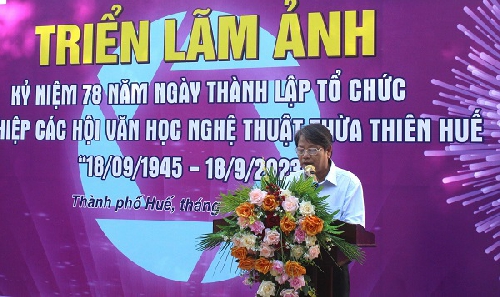 TRIỂN LÃM ẢNH
KỶ NIỆM 78 NĂM NGÀY THÀNH LẬP TỔ CHỨC
HIỆP CÁC HỘI VĂN HỌC NGHỆ THUẬT THỪA THIÊN HUẾ
"18/09/1945 - 18/9/2023
Thành phố Huế, tháng